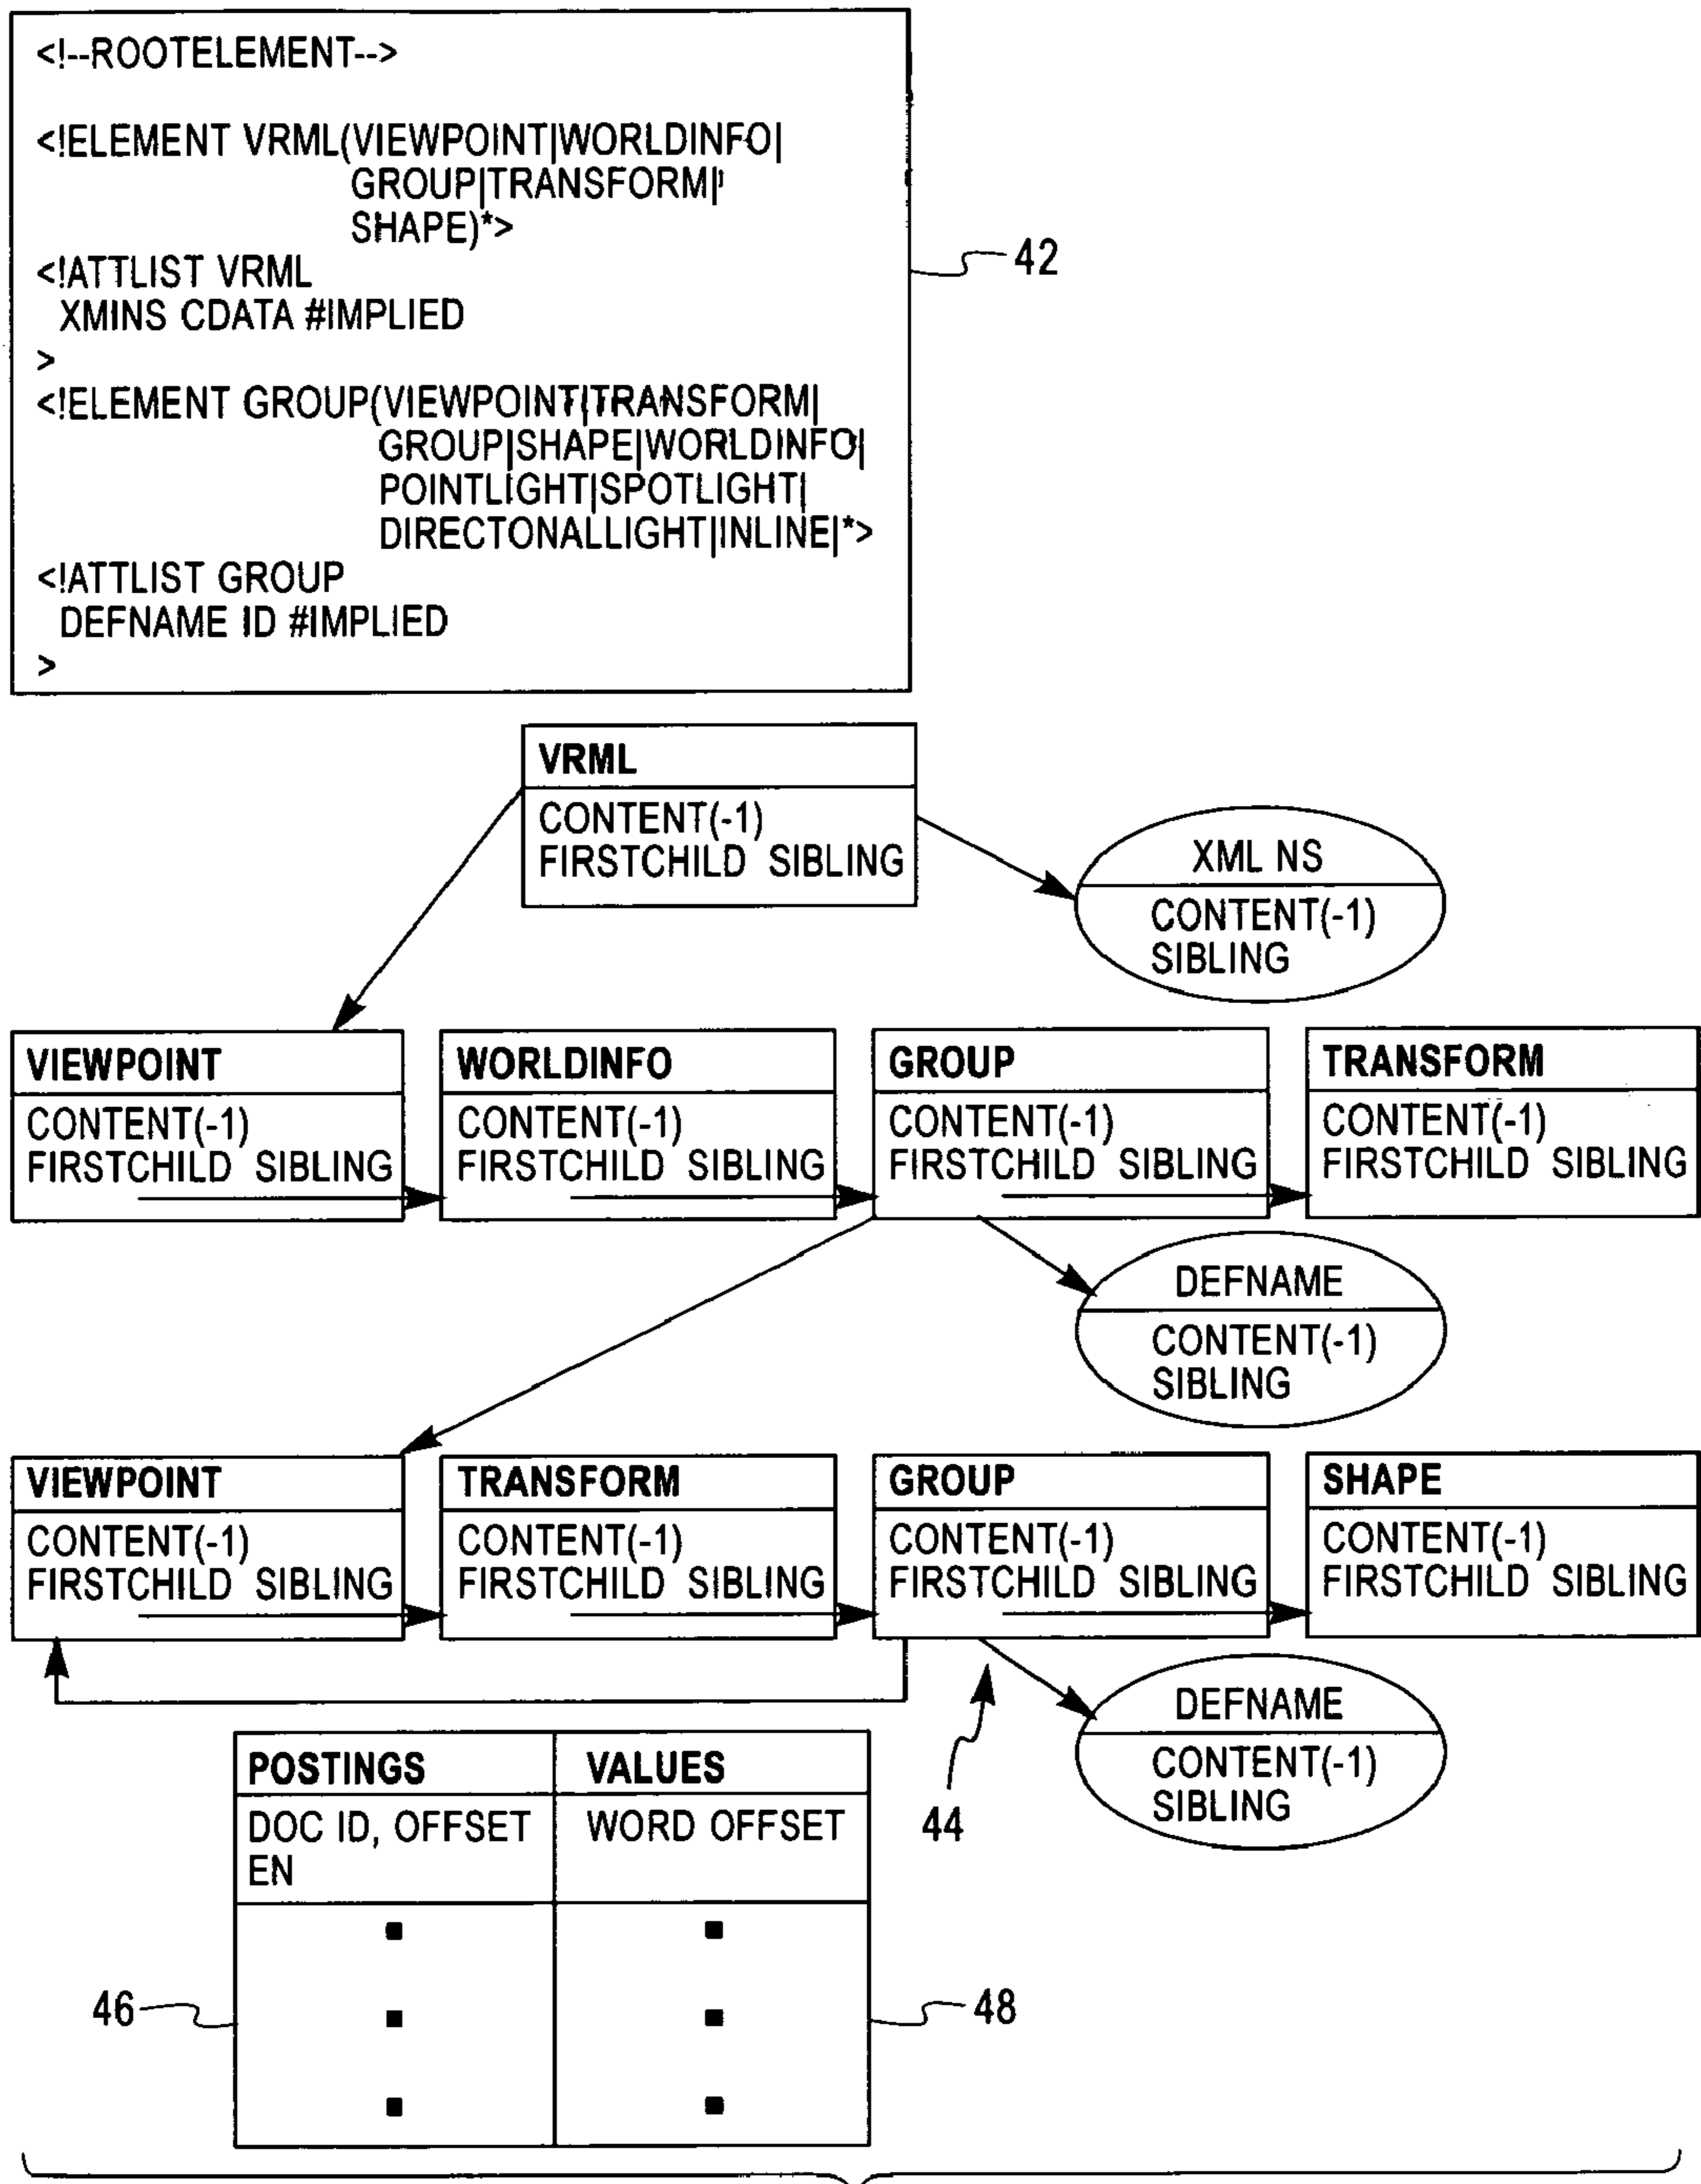 <!--ROOTELEMENT-->
<!ELEMENT VRML(VIEWPOINT|WORLDINFO|
GROUP|TRANSFORM|
SHAPE)*>
<!ATTLIST VRML
XMINS CDATA #IMPLIED
>
<!ELEMENT GROUP(VIEWPOINT|TRANSFORM|
GROUP|SHAPE|WORLDINFO|
POINTLIGHT|SPOTLIGHT|
DIRECTONALLIGHT|INLINE|*>
<!ATTLIST GROUP
DEFNAME ID #IMPLIED
>
42
VRML
CONTENT(-1)
FIRSTCHILD SIBLING
XML NS
CONTENT(-1)
SIBLING
VIEWPOINT
CONTENT(-1)
FIRSTCHILD SIBLING
WORLDINFO
CONTENT(-1)
FIRSTCHILD SIBLING
GROUP
CONTENT(-1)
FIRSTCHILD SIBLING
TRANSFORM
CONTENT(-1)
FIRSTCHILD SIBLING
DEFNAME
CONTENT(-1)
SIBLING
VIEWPOINT
CONTENT(-1)
FIRSTCHILD SIBLING
TRANSFORM
CONTENT(-1)
FIRSTCHILD SIBLING
GROUP
CONTENT(-1)
FIRSTCHILD SIBLING
SHAPE
CONTENT(-1)
FIRSTCHILD SIBLING
DEFNAME
CONTENT(-1)
SIBLING
44
POSTINGS
DOC ID, OFFSET
EN
VALUES
WORD OFFSET
46
48